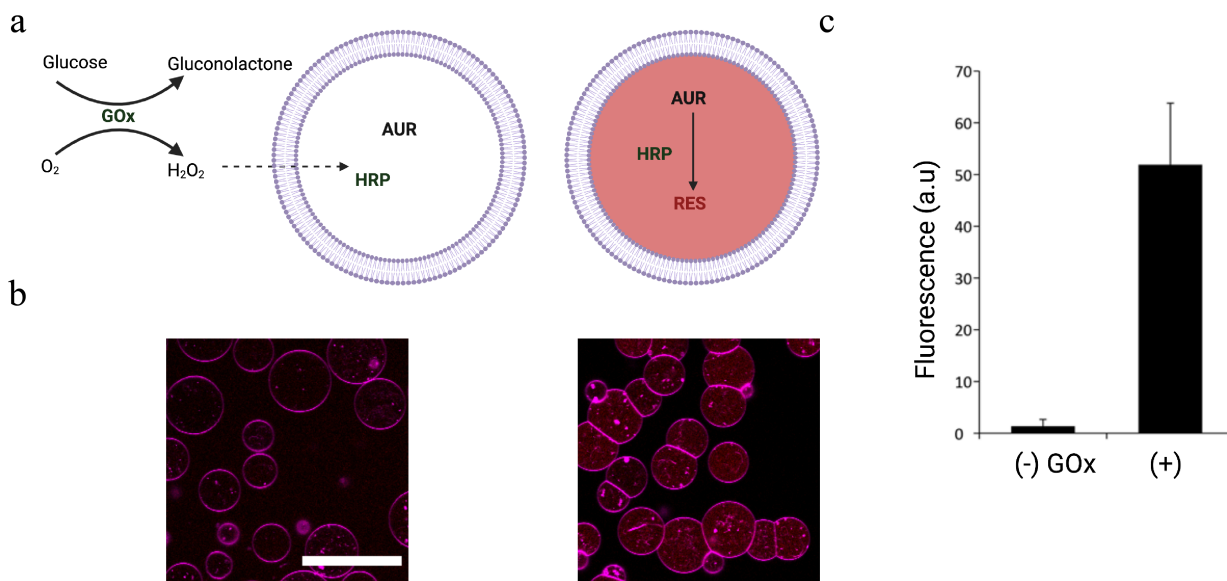 a
Glucose
Gluconolactone
GOx
O₂
H₂O₂
AUR
HRP
AUR
HRP
RES
b
c
Fluorescence (a.u)
70
60
50
40
30
20
10
0
(-) GOx
(+)